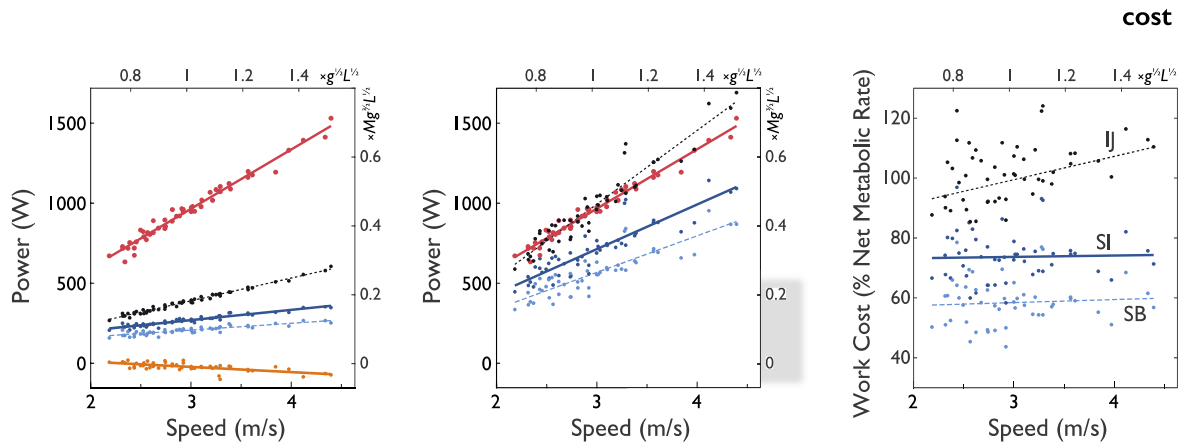 cost
0.8 1 1.2 1.4 ×g½L½
1500
1000
500
0
Power (W)
0.6
0.4
0.2
0
×Mg³⁄²L½
2 3 4
Speed (m/s)
0.8 1 1.2 1.4 ×g½L½
1500
1000
500
0
Power (W)
0.6
0.4
0.2
0
×Mg³⁄²L½
2 3 4
Speed (m/s)
0.8 1 1.2 1.4 ×g½L½
120
100
80
60
40
Work Cost (% Net Metabolic Rate)
IJ
SI
SB
2 3 4
Speed (m/s)